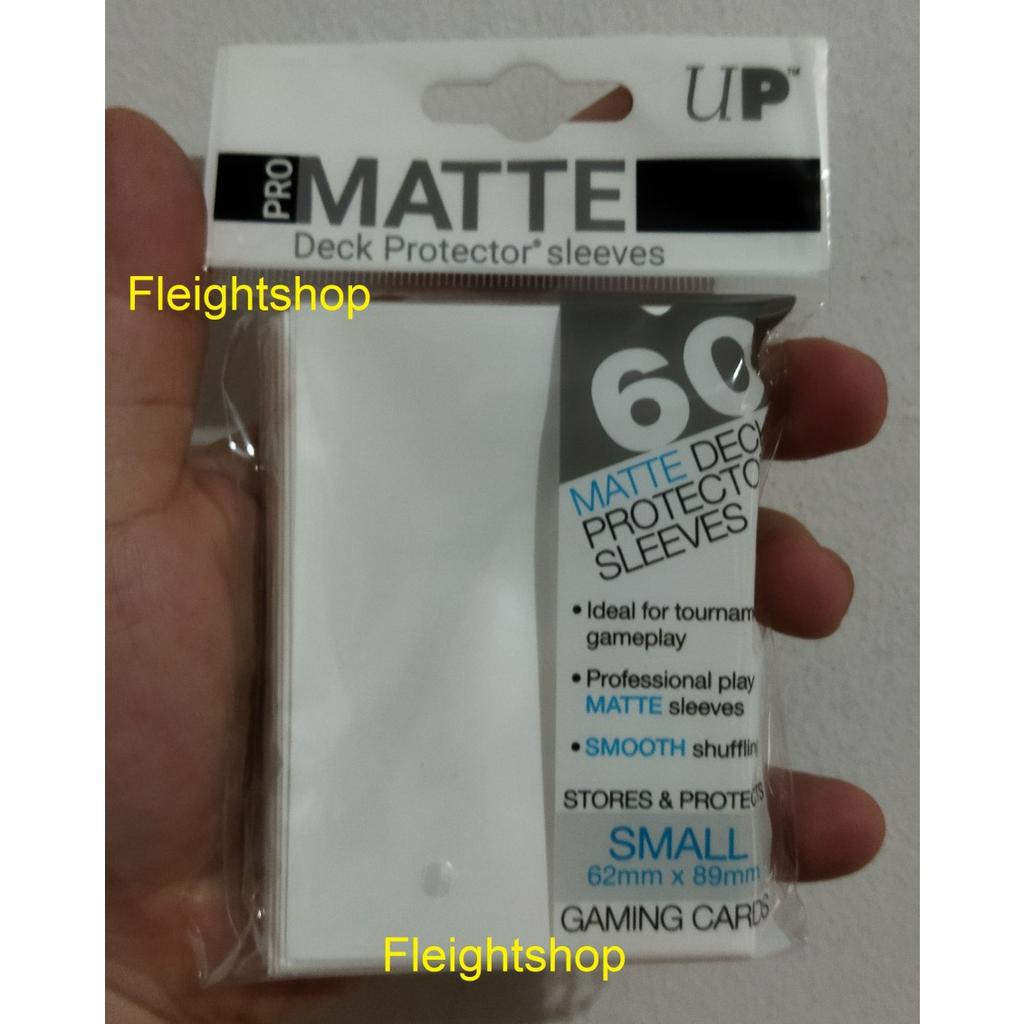 UP™
PRO MATTE
Deck Protector® sleeves
Fleightshop
60
MATTE DECK
PROTECTO
SLEEVES
• Ideal for tournam
gameplay
• Professional play
MATTE sleeves
• SMOOTH shufflin
STORES & PROTECTS
SMALL
62mm x 89mm
GAMING CARDS
Fleightshop